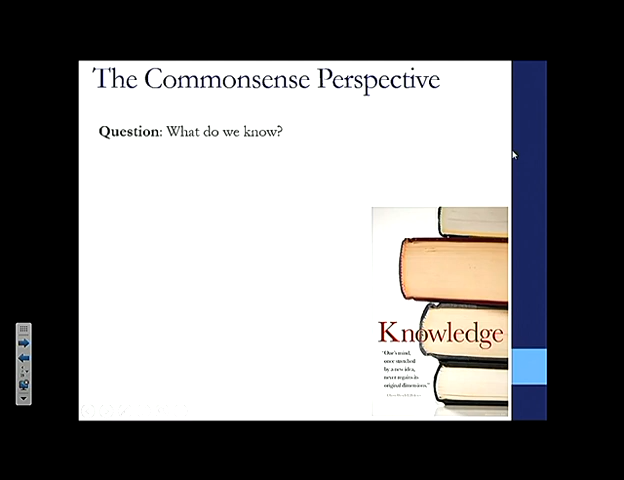 The Commonsense Perspective
Question: What do we know?
Knowledge
"One's mind,
once stretched
by a new idea,
never regains its
original dimensions."